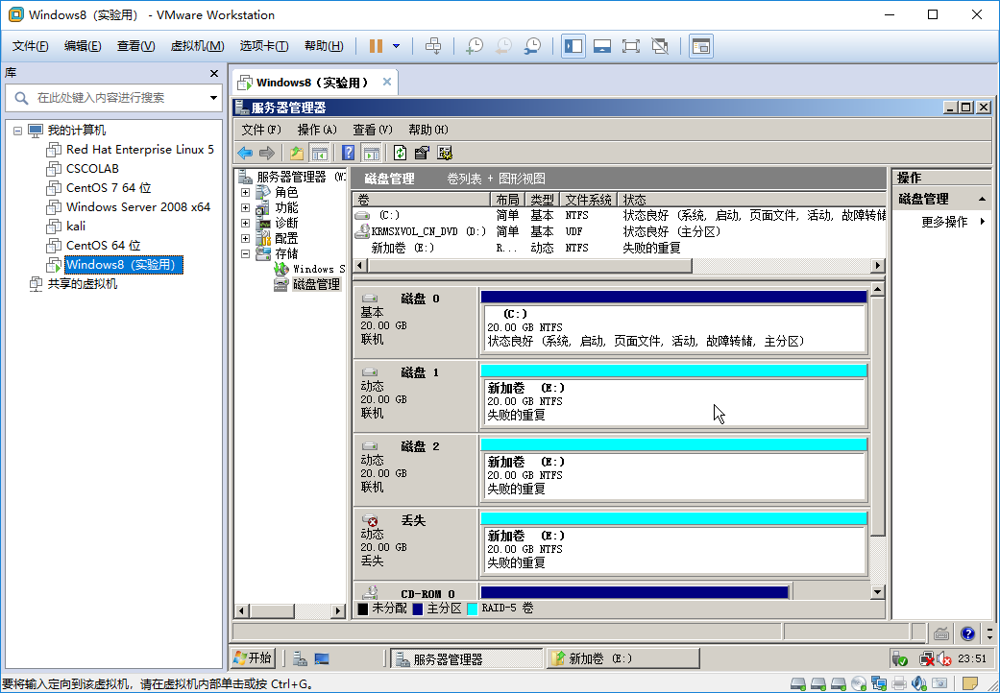 Windows8（实验用） - VMware Workstation
文件(F) 编辑(E) 查看(V) 虚拟机(M) 选项卡(T) 帮助(H)
库
在此处键入内容进行搜索
我的计算机
Red Hat Enterprise Linux 5
CSCOLAB
CentOS 7 64 位
Windows Server 2008 x64
kali
CentOS 64 位
Windows8（实验用）
共享的虚拟机
Windows8（实验用）
服务器管理器
文件(F) 操作(A) 查看(V) 帮助(H)
服务器管理器 (WI
角色
功能
诊断
配置
存储
Windows S
磁盘管理
磁盘管理 卷列表 + 图形视图
卷 布局 类型 文件系统 状态
(C:) 简单 基本 NTFS 状态良好 (系统, 启动, 页面文件, 活动, 故障转储
KRMSXVOL_CN_DVD (D:) 简单 基本 UDF 状态良好 (主分区)
新加卷 (E:) R... 动态 NTFS 失败的重复
磁盘 0
基本
20.00 GB
联机
(C:)
20.00 GB NTFS
状态良好 (系统, 启动, 页面文件, 活动, 故障转储, 主分区)
磁盘 1
动态
20.00 GB
联机
新加卷 (E:)
20.00 GB NTFS
失败的重复
磁盘 2
动态
20.00 GB
联机
新加卷 (E:)
20.00 GB NTFS
失败的重复
丢失
动态
20.00 GB
丢失
新加卷 (E:)
20.00 GB NTFS
失败的重复
CD-ROM 0
未分配 主分区 RAID-5 卷
操作
磁盘管理
更多操作
开始 服务器管理器 新加卷 (E:) 23:51
要将输入定向到该虚拟机，请在虚拟机内部单击或按 Ctrl+G。